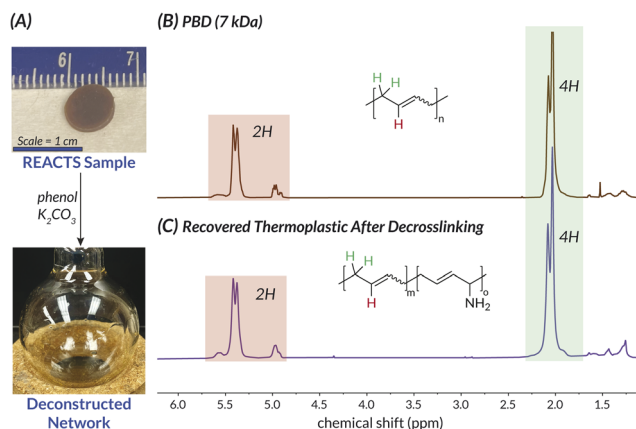 (A)
6 7
Scale = 1 cm
REACTS Sample
phenol
K2CO3
Deconstructed
Network
(B) PBD (7 kDa)
H
H
H
n
2H
4H
(C) Recovered Thermoplastic After Decrosslinking
H
H
H
m
o
NH2
2H
4H
6.0 5.5 5.0 4.5 4.0 3.5 3.0 2.5 2.0 1.5
chemical shift (ppm)